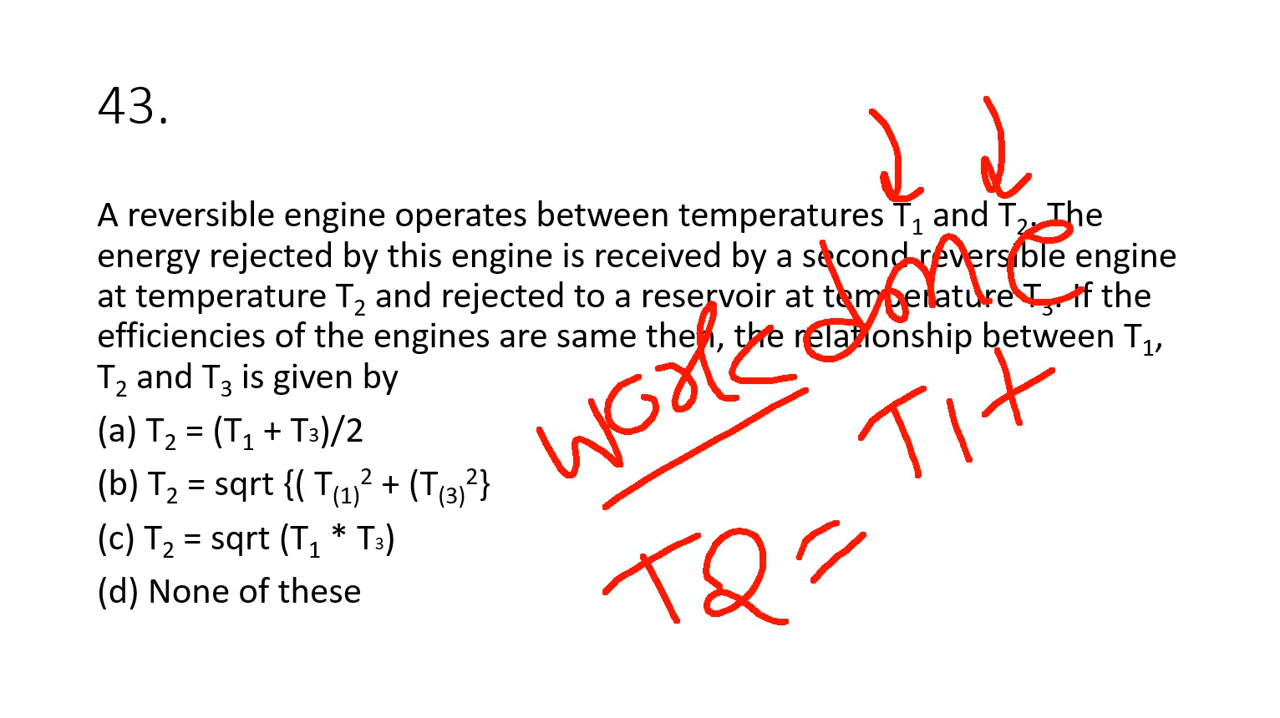 43.
A reversible engine operates between temperatures T₁ and T₂. The
energy rejected by this engine is received by a second reversible engine
at temperature T₂ and rejected to a reservoir at temperature T₃. If the
efficiencies of the engines are same then, the relationship between T₁,
T₂ and T₃ is given by
(a) T₂ = (T₁ + T₃)/2
(b) T₂ = sqrt {( T₍₁₎² + (T₍₃₎²}
(c) T₂ = sqrt (T₁ * T₃)
(d) None of these
work done
T2 =
T1+